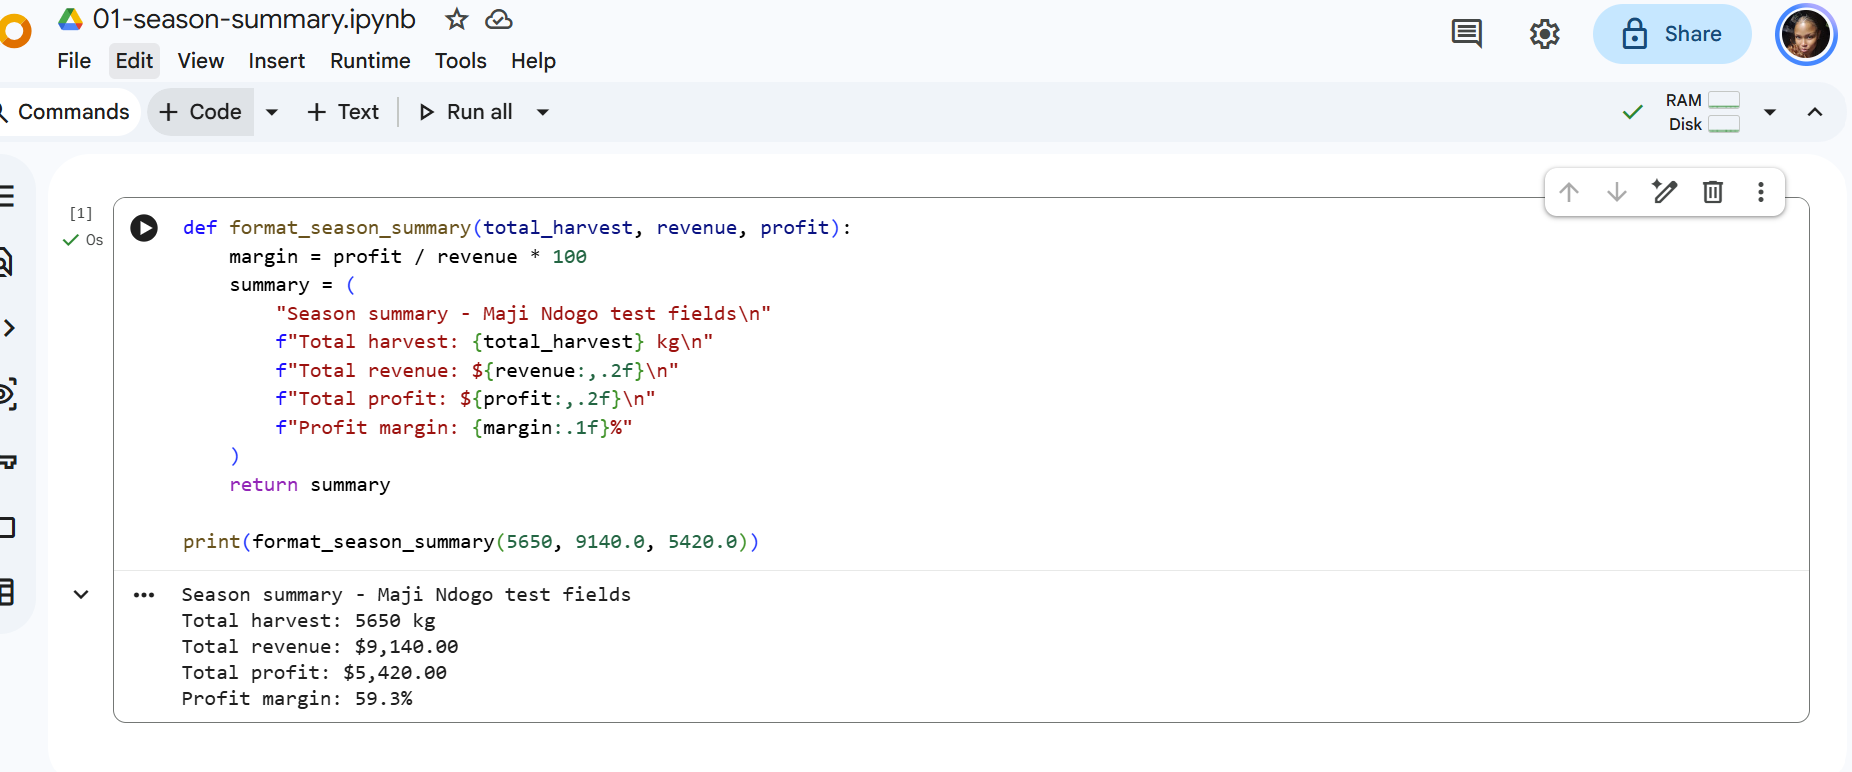 01-season-summary.ipynb
File Edit View Insert Runtime Tools Help
Share
Commands + Code + Text Run all
RAM
Disk
[1]
0s
def format_season_summary(total_harvest, revenue, profit):
    margin = profit / revenue * 100
    summary = (
        "Season summary - Maji Ndogo test fields\n"
        f"Total harvest: {total_harvest} kg\n"
        f"Total revenue: ${revenue:,.2f}\n"
        f"Total profit: ${profit:,.2f}\n"
        f"Profit margin: {margin:.1f}%"
    )
    return summary

print(format_season_summary(5650, 9140.0, 5420.0))
Season summary - Maji Ndogo test fields
Total harvest: 5650 kg
Total revenue: $9,140.00
Total profit: $5,420.00
Profit margin: 59.3%